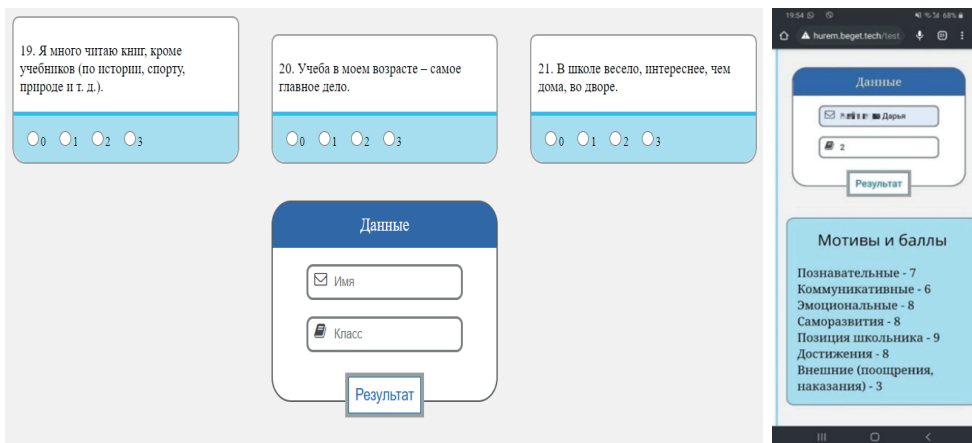 19. Я много читаю книг, кроме
учебников (по истории, спорту,
природе и т. д.).
0 1 2 3
20. Учеба в моем возрасте – самое
главное дело.
0 1 2 3
21. В школе весело, интереснее, чем
дома, во дворе.
0 1 2 3
Данные
Имя
Класс
Результат
19:54 68%
hurem.beget.tech/test
Данные
Дарья
2
Результат
Мотивы и баллы
Познавательные - 7
Коммуникативные - 6
Эмоциональные - 8
Саморазвития - 8
Позиция школьника - 9
Достижения - 8
Внешние (поощрения,
наказания) - 3